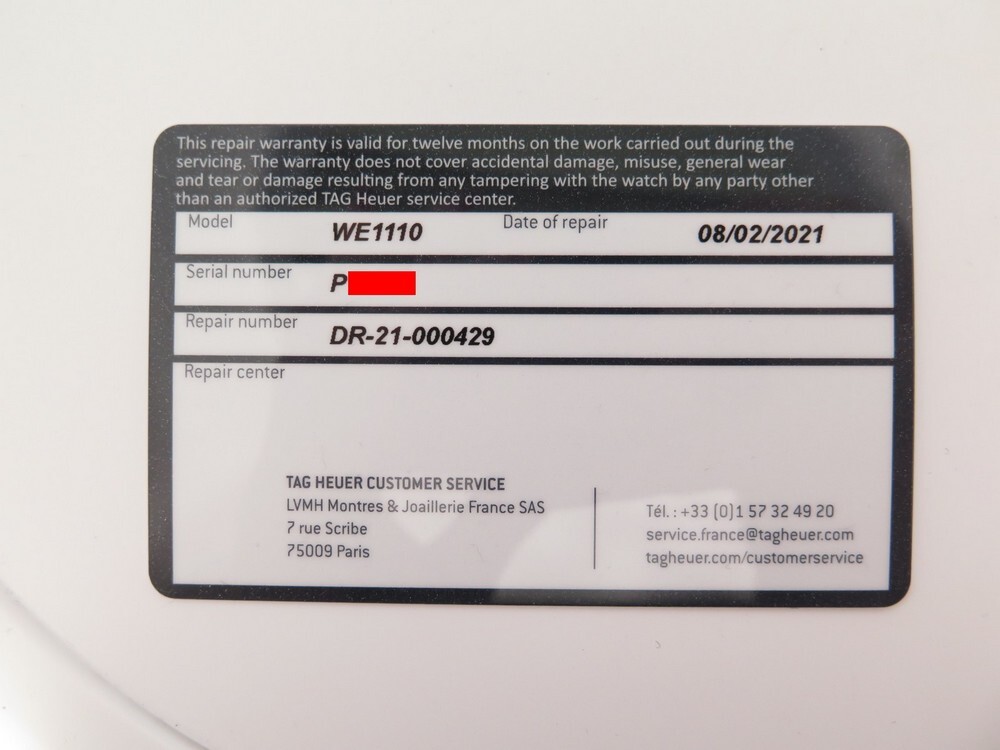 This repair warranty is valid for twelve months on the work carried out during the
servicing. The warranty does not cover accidental damage, misuse, general wear
and tear or damage resulting from any tampering with the watch by any party other
than an authorized TAG Heuer service center.
Model WE1110 Date of repair 08/02/2021
Serial number P
Repair number DR-21-000429
Repair center
TAG HEUER CUSTOMER SERVICE
LVMH Montres & Joaillerie France SAS
7 rue Scribe
75009 Paris
Tél. : +33 (0)1 57 32 49 20
service.france@tagheuer.com
tagheuer.com/customerservice